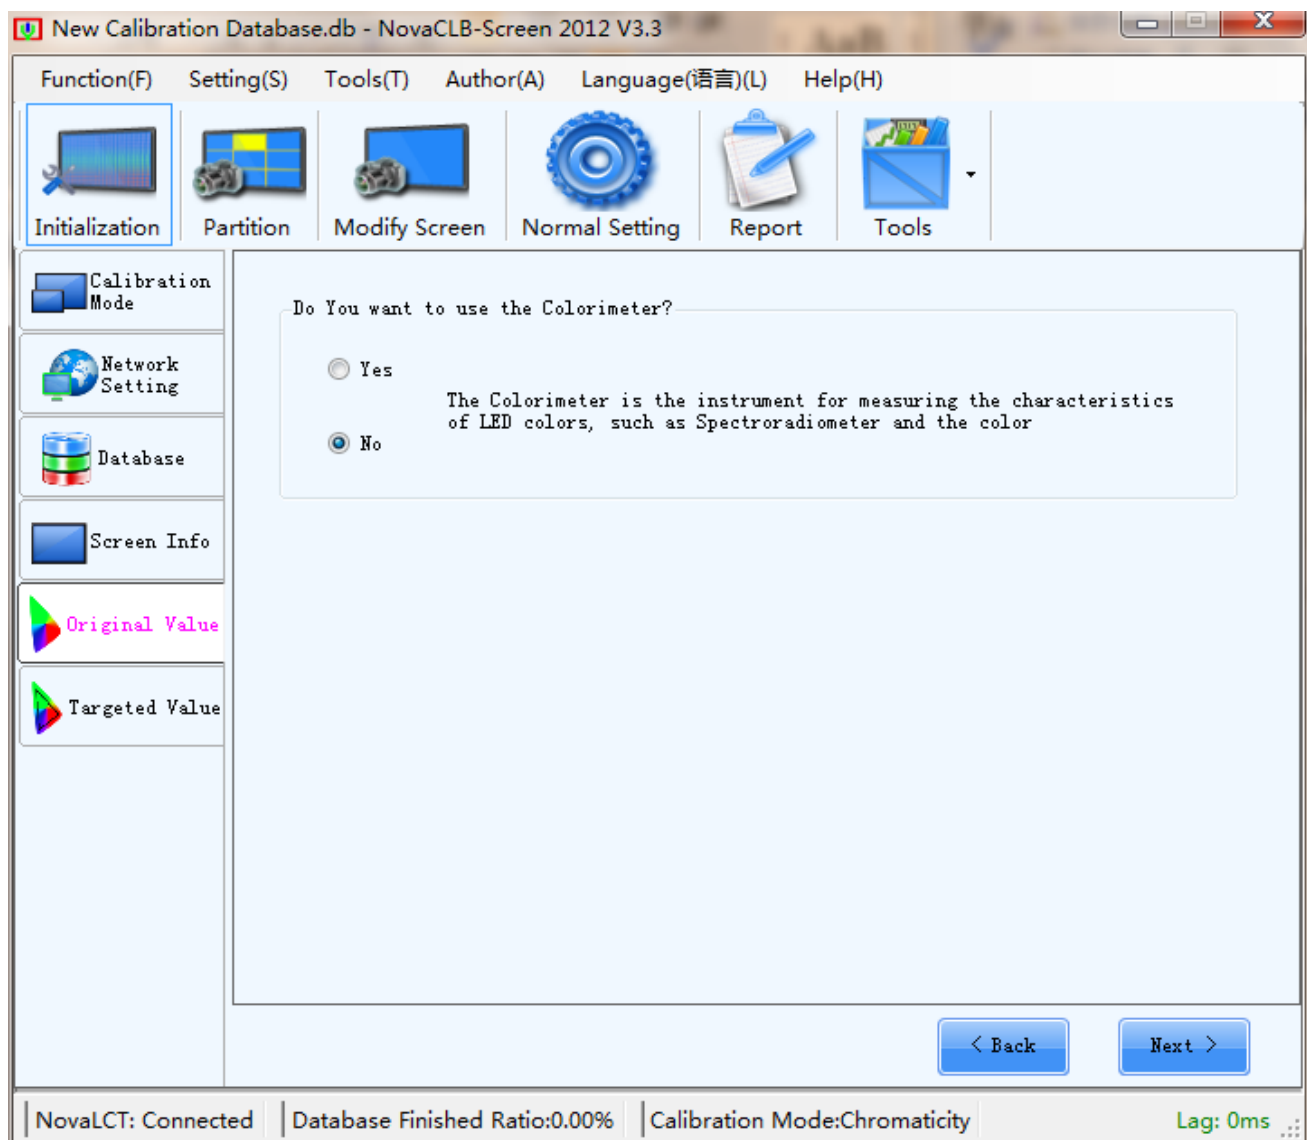 New Calibration Database.db - NovaCLB-Screen 2012 V3.3
Function(F) Setting(S) Tools(T) Author(A) Language(语言)(L) Help(H)
Initialization Partition Modify Screen Normal Setting Report Tools
Calibration
Mode
Network
Setting
Database
Screen Info
Original Value
Targeted Value
Do You want to use the Colorimeter?
Yes
The Colorimeter is the instrument for measuring the characteristics
of LED colors, such as Spectroradiometer and the color
No
< Back Next >
NovaLCT: Connected Database Finished Ratio:0.00% Calibration Mode:Chromaticity Lag: 0ms